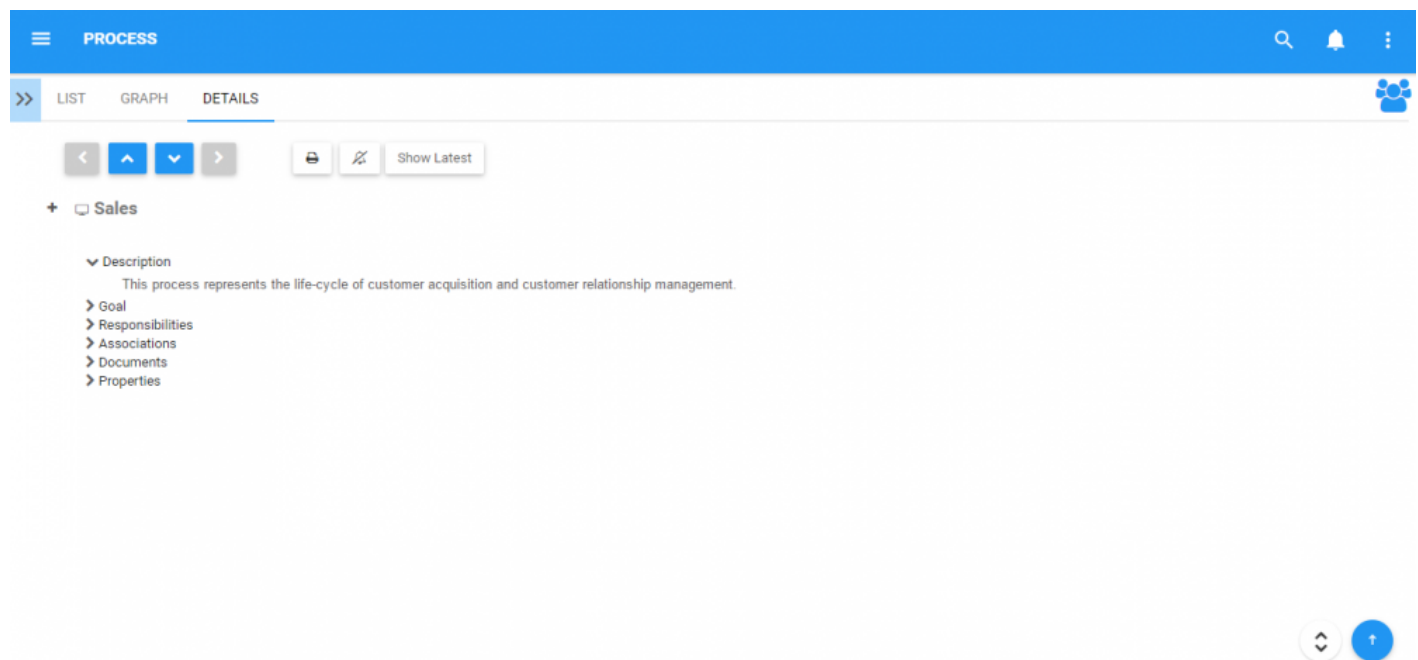 PROCESS
LIST GRAPH DETAILS
Show Latest
Sales
Description
This process represents the life-cycle of customer acquisition and customer relationship management.
Goal
Responsibilities
Associations
Documents
Properties